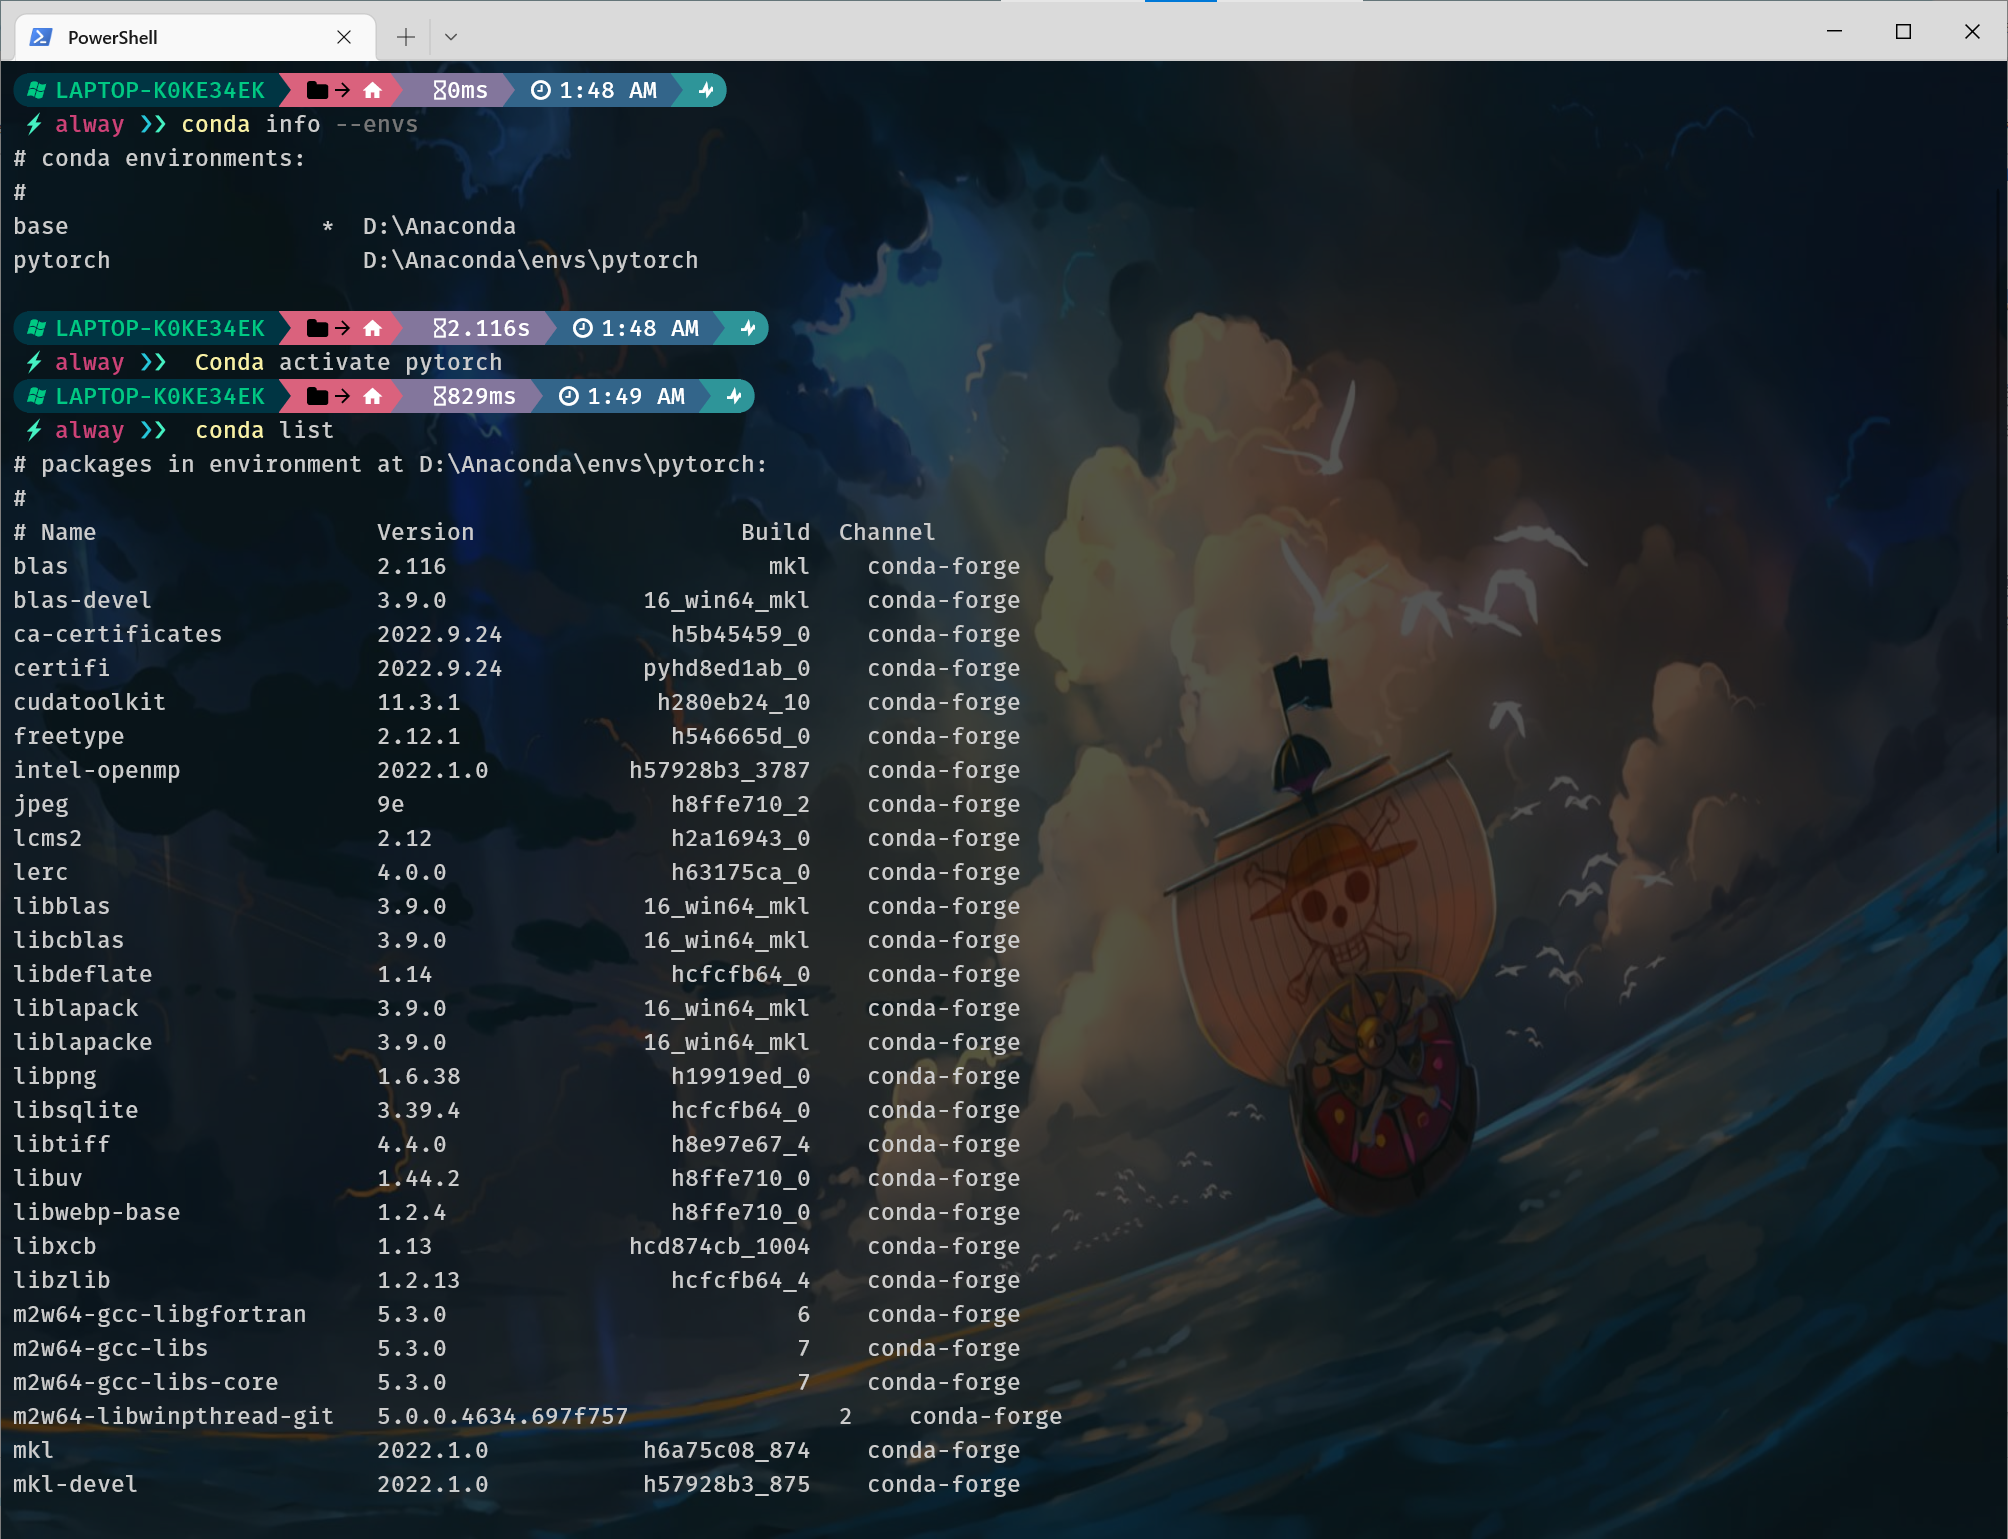 PowerShell
LAPTOP-K0KE34EK 0ms 1:48 AM
alway ❯❯ conda info --envs
# conda environments:
#
base * D:\Anaconda
pytorch D:\Anaconda\envs\pytorch
LAPTOP-K0KE34EK 2.116s 1:48 AM
alway ❯❯ Conda activate pytorch
LAPTOP-K0KE34EK 829ms 1:49 AM
alway ❯❯ conda list
# packages in environment at D:\Anaconda\envs\pytorch:
#
# Name Version Build Channel
blas 2.116 mkl conda-forge
blas-devel 3.9.0 16_win64_mkl conda-forge
ca-certificates 2022.9.24 h5b45459_0 conda-forge
certifi 2022.9.24 pyhd8ed1ab_0 conda-forge
cudatoolkit 11.3.1 h280eb24_10 conda-forge
freetype 2.12.1 h546665d_0 conda-forge
intel-openmp 2022.1.0 h57928b3_3787 conda-forge
jpeg 9e h8ffe710_2 conda-forge
lcms2 2.12 h2a16943_0 conda-forge
lerc 4.0.0 h63175ca_0 conda-forge
libblas 3.9.0 16_win64_mkl conda-forge
libcblas 3.9.0 16_win64_mkl conda-forge
libdeflate 1.14 hcfcfb64_0 conda-forge
liblapack 3.9.0 16_win64_mkl conda-forge
liblapacke 3.9.0 16_win64_mkl conda-forge
libpng 1.6.38 h19919ed_0 conda-forge
libsqlite 3.39.4 hcfcfb64_0 conda-forge
libtiff 4.4.0 h8e97e67_4 conda-forge
libuv 1.44.2 h8ffe710_0 conda-forge
libwebp-base 1.2.4 h8ffe710_0 conda-forge
libxcb 1.13 hcd874cb_1004 conda-forge
libzlib 1.2.13 hcfcfb64_4 conda-forge
m2w64-gcc-libgfortran 5.3.0 6 conda-forge
m2w64-gcc-libs 5.3.0 7 conda-forge
m2w64-gcc-libs-core 5.3.0 7 conda-forge
m2w64-libwinpthread-git 5.0.0.4634.697f757 2 conda-forge
mkl 2022.1.0 h6a75c08_874 conda-forge
mkl-devel 2022.1.0 h57928b3_875 conda-forge